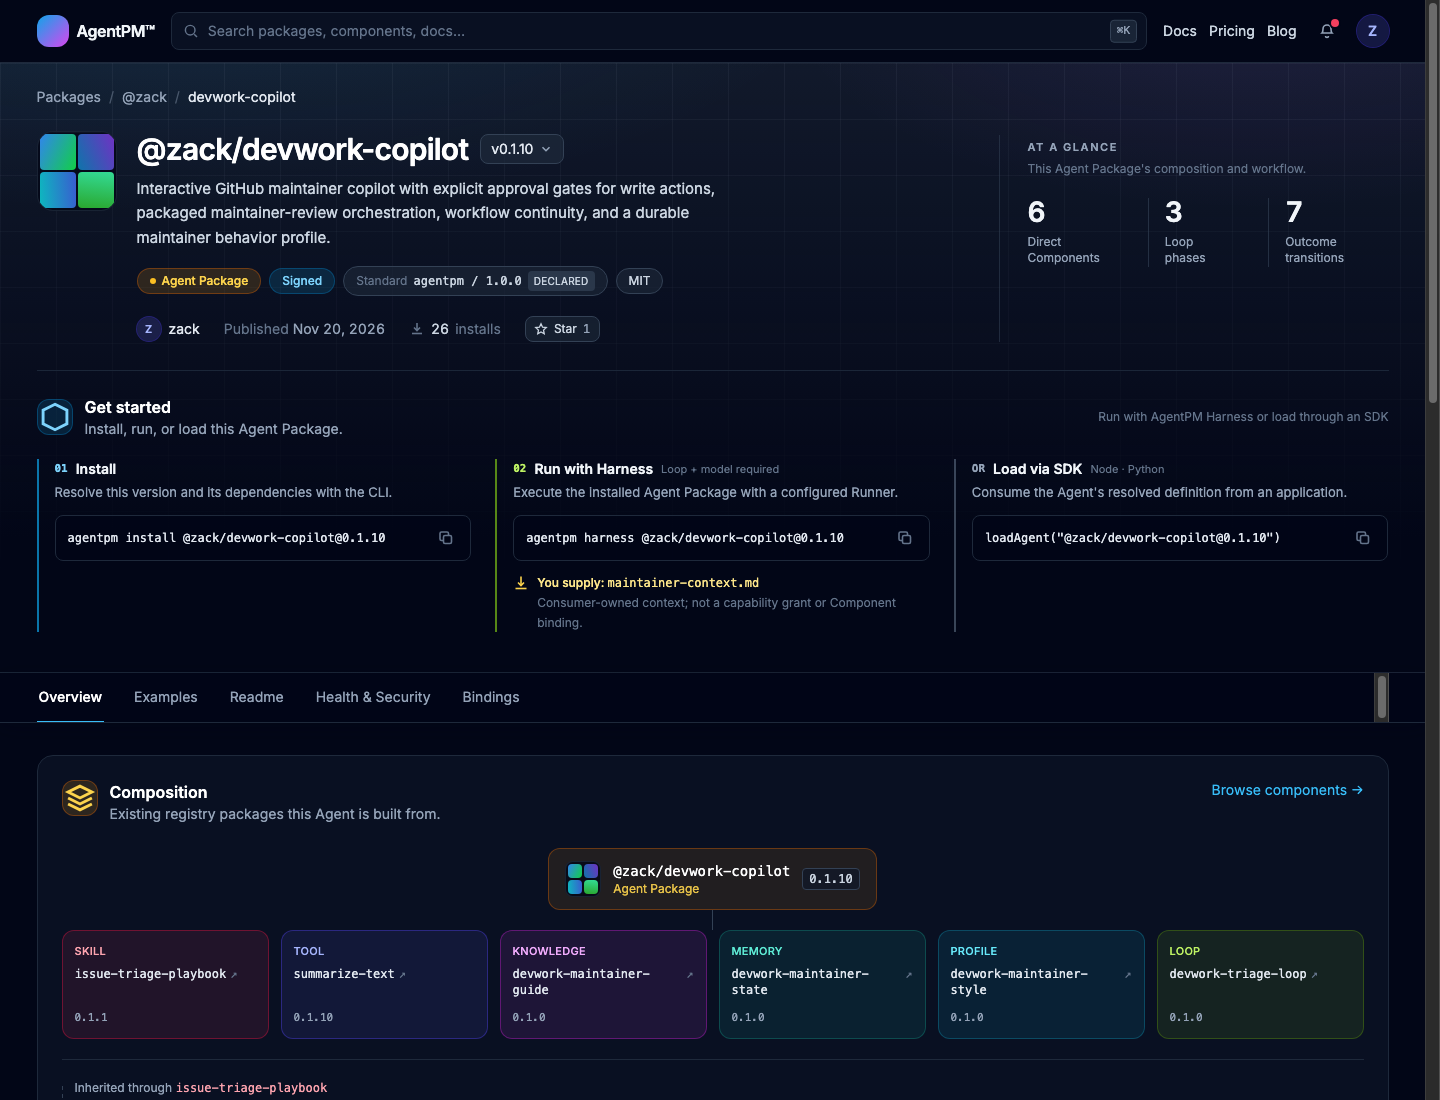 AgentPM™
Search packages, components, docs...
⌘K
Docs Pricing Blog
Z
Packages / @zack / devwork-copilot
@zack/devwork-copilot
v0.1.10
Interactive GitHub maintainer copilot with explicit approval gates for write actions,
packaged maintainer-review orchestration, workflow continuity, and a durable
maintainer behavior profile.
Agent Package
Signed
Standard agentpm / 1.0.0 DECLARED
MIT
Z zack
Published Nov 20, 2026
26 installs
Star 1
AT A GLANCE
This Agent Package's composition and workflow.
6
Direct
Components
3
Loop
phases
7
Outcome
transitions
Get started
Install, run, or load this Agent Package.
Run with AgentPM Harness or load through an SDK
01 Install
Resolve this version and its dependencies with the CLI.
agentpm install @zack/devwork-copilot@0.1.10
02 Run with Harness Loop + model required
Execute the installed Agent Package with a configured Runner.
agentpm harness @zack/devwork-copilot@0.1.10
You supply: maintainer-context.md
Consumer-owned context; not a capability grant or Component
binding.
OR Load via SDK Node · Python
Consume the Agent's resolved definition from an application.
loadAgent("@zack/devwork-copilot@0.1.10")
Overview Examples Readme Health & Security Bindings
Composition
Existing registry packages this Agent is built from.
Browse components →
@zack/devwork-copilot
Agent Package
0.1.10
SKILL
issue-triage-playbook ↗
0.1.1
TOOL
summarize-text ↗
0.1.10
KNOWLEDGE
devwork-maintainer- ↗
guide
0.1.0
MEMORY
devwork-maintainer- ↗
state
0.1.0
PROFILE
devwork-maintainer- ↗
style
0.1.0
LOOP
devwork-triage-loop ↗
0.1.0
Inherited through issue-triage-playbook